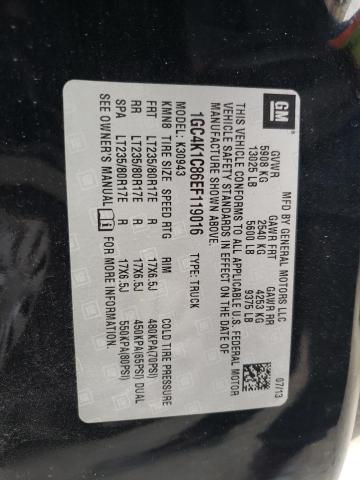 GM
MFD BY GENERAL MOTORS LLC
GVWR GAWR FRT GAWR RR
5908 KG 2540 KG 4253 KG
13025 LB 5600 LB 9375 LB
07/13
THIS VEHICLE CONFORMS TO ALL APPLICABLE U.S. FEDERAL MOTOR
VEHICLE SAFETY STANDARDS IN EFFECT ON THE DATE OF
MANUFACTURE SHOWN ABOVE.
1GC4K1C86EF119016 TYPE: TRUCK
MODEL: K30943
KMN8 TIRE SIZE SPEED RTG RIM COLD TIRE PRESSURE
FRT LT235/80R17E R 17X6.5J 480KPA(70PSI)
RR LT235/80R17E R 17X6.5J 450KPA(65PSI) DUAL
SPA LT235/80R17E R 17X6.5J 550KPA(80PSI)
SEE OWNER'S MANUAL FOR MORE INFORMATION.